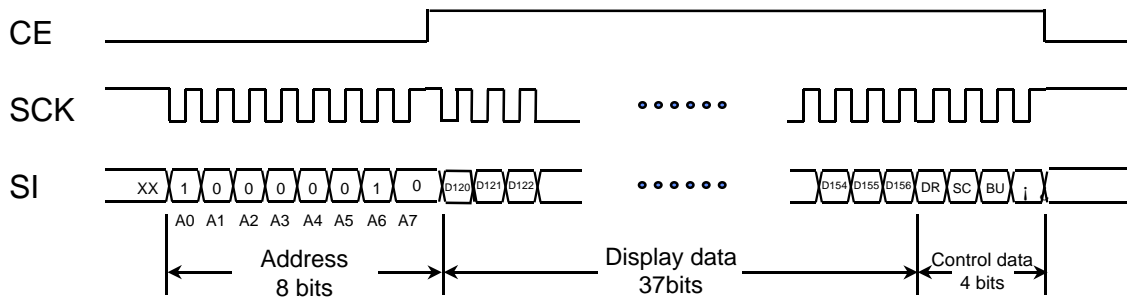 CE
SCK
SI XX 1 0 0 0 0 0 1 0 D120 D121 D122 D154 D155 D156 DR SC BU ¡
A0 A1 A2 A3 A4 A5 A6 A7
Address
8 bits
Display data
37bits
Control data
4 bits